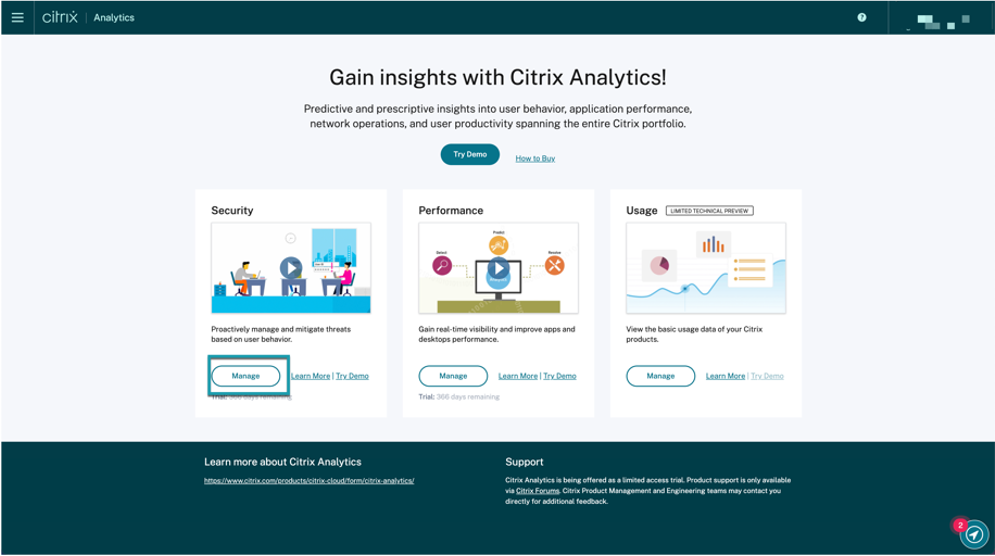 citrix | Analytics
Gain insights with Citrix Analytics!
Predictive and prescriptive insights into user behavior, application performance,
network operations, and user productivity spanning the entire Citrix portfolio.
Try Demo
How to Buy
Security
Proactively manage and mitigate threats
based on user behavior.
Manage
Learn More | Try Demo
Trial: 366 days remaining
Performance
Predict
Detect
Resolve
Gain real-time visibility and improve apps and
desktops performance.
Manage
Learn More | Try Demo
Trial: 366 days remaining
Usage
LIMITED TECHNICAL PREVIEW
View the basic usage data of your Citrix
products.
Manage
Learn More | Try Demo
Learn more about Citrix Analytics
https://www.citrix.com/products/citrix-cloud/form/citrix-analytics/
Support
Citrix Analytics is being offered as a limited access trial. Product support is only available
via Citrix Forums. Citrix Product Management and Engineering teams may contact you
directly for additional feedback.
2